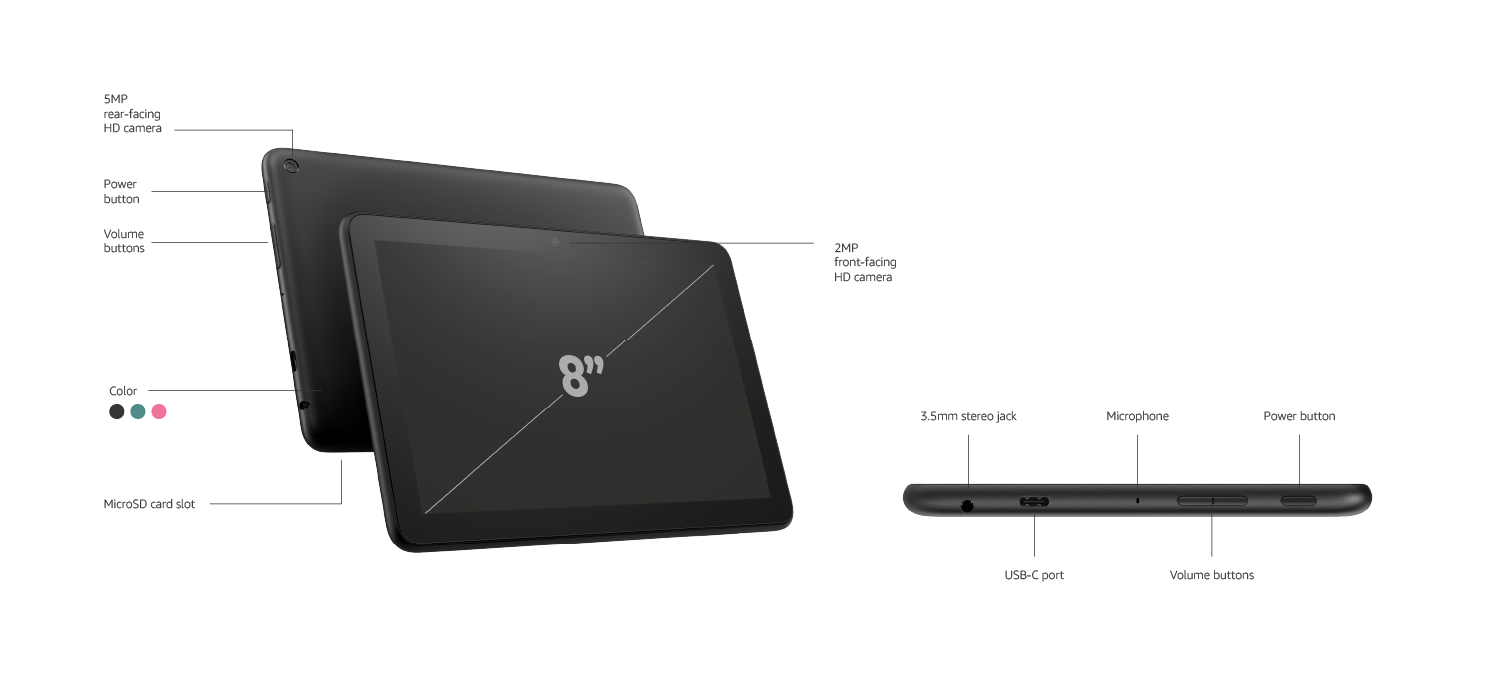 5MP
rear-facing
HD camera
Power
button
Volume
buttons
2MP
front-facing
HD camera
8”
Color
MicroSD card slot
3.5mm stereo jack
Microphone
Power button
USB-C port
Volume buttons